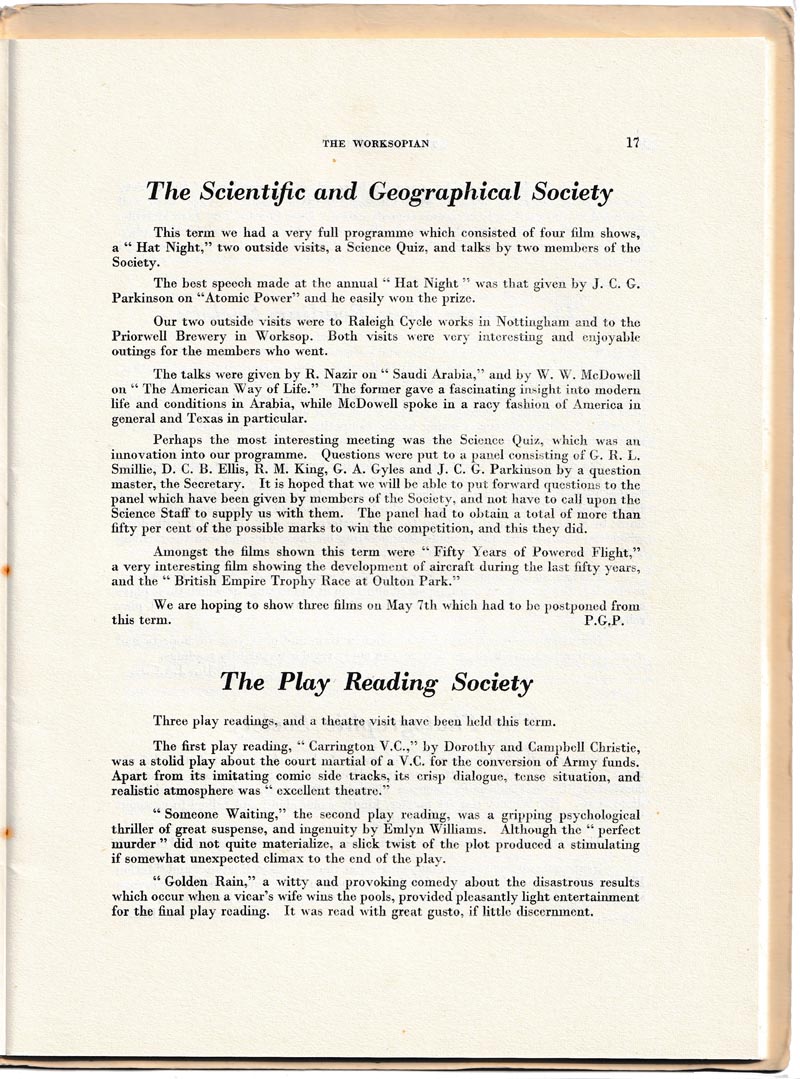 THE WORKSOPIAN 17
The Scientific and Geographical Society
This term we had a very full programme which consisted of four film shows,
a “ Hat Night,” two outside visits, a Science Quiz, and talks by two members of the
Society.
The best speech made at the annual “ Hat Night ” was that given by J. C. G.
Parkinson on “Atomic Power” and he easily won the prize.
Our two outside visits were to Raleigh Cycle works in Nottingham and to the
Priorwell Brewery in Worksop. Both visits were very interesting and enjoyable
outings for the members who went.
The talks were given by R. Nazir on “ Saudi Arabia,” and by W. W. McDowell
on “ The American Way of Life.” The former gave a fascinating insight into modern
life and conditions in Arabia, while McDowell spoke in a racy fashion of America in
general and Texas in particular.
Perhaps the most interesting meeting was the Science Quiz, which was an
innovation into our programme. Questions were put to a panel consisting of G. R. L.
Smillie, D. C. B. Ellis, R. M. King, G. A. Gyles and J. C. G. Parkinson by a question
master, the Secretary. It is hoped that we will be able to put forward questions to the
panel which have been given by members of the Society, and not have to call upon the
Science Staff to supply us with them. The panel had to obtain a total of more than
fifty per cent of the possible marks to win the competition, and this they did.
Amongst the films shown this term were “ Fifty Years of Powered Flight,”
a very interesting film showing the development of aircraft during the last fifty years,
and the “ British Empire Trophy Race at Oulton Park.”
We are hoping to show three films on May 7th which had to be postponed from
this term. P.G.P.
The Play Reading Society
Three play readings, and a theatre visit have been held this term.
The first play reading, “ Carrington V.C.,” by Dorothy and Campbell Christie,
was a stolid play about the court martial of a V.C. for the conversion of Army funds.
Apart from its imitating comic side tracks, its crisp dialogue, tense situation, and
realistic atmosphere was “ excellent theatre.”
“ Someone Waiting,” the second play reading, was a gripping psychological
thriller of great suspense, and ingenuity by Emlyn Williams. Although the “ perfect
murder ” did not quite materialize, a slick twist of the plot produced a stimulating
if somewhat unexpected climax to the end of the play.
“ Golden Rain,” a witty and provoking comedy about the disastrous results
which occur when a vicar's wife wins the pools, provided pleasantly light entertainment
for the final play reading. It was read with great gusto, if little discernment.